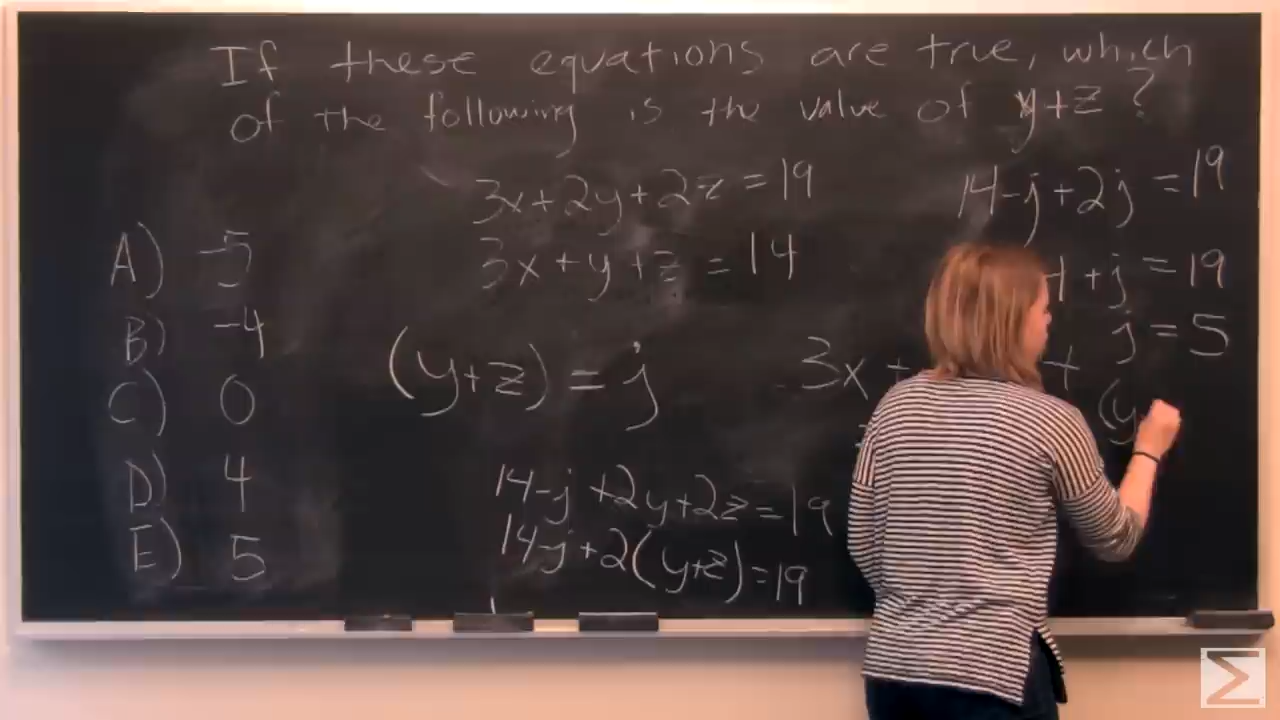 If these equations are true, which
of the following is the value of y+z?
3x+2y+2z=19
3x+y+z=14
A) -5
B) -4
C) 0
D) 4
E) 5
(y+z)=j
14-j+2y+2z=19
14-j+2(y+z)=19
3x+ +
14-j+2j=19
+j=19
j=5
(y
Σ